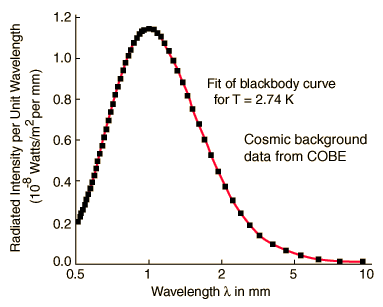 Radiated Intensity per Unit Wavelength
(10⁻⁸ Watts/m² per mm)
1.2
1.0
0.8
0.6
0.4
0.2
0.0
Fit of blackbody curve
for T = 2.74 K
Cosmic background
data from COBE
0.5
1
2
5
10
Wavelength λ in mm